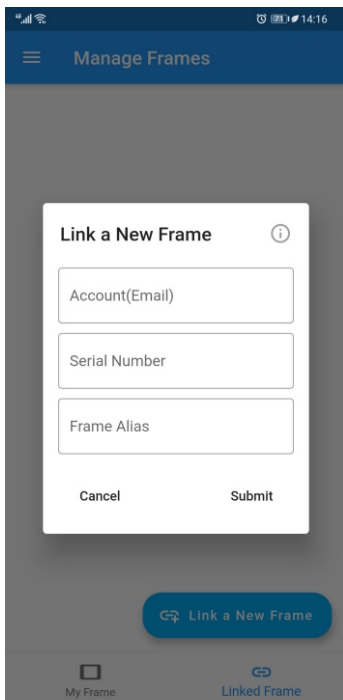 14:16
Manage Frames
Link a New Frame
Account(Email)
Serial Number
Frame Alias
Cancel Submit
Link a New Frame
My Frame Linked Frame